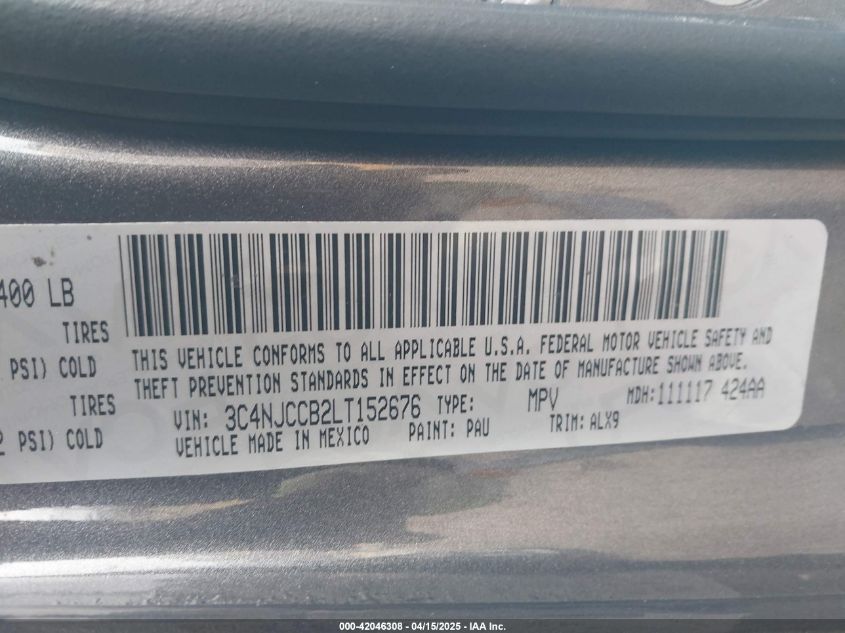 400 LB
TIRES
PSI) COLD
TIRES
PSI) COLD
THIS VEHICLE CONFORMS TO ALL APPLICABLE U.S.A. FEDERAL MOTOR VEHICLE SAFETY AND
THEFT PREVENTION STANDARDS IN EFFECT ON THE DATE OF MANUFACTURE SHOWN ABOVE.
VIN: 3C4NJCCB2LT152676 TYPE: MPV MDH:111117 424AA
VEHICLE MADE IN MEXICO PAINT: PAU TRIM: ALX9
000-42046308 - 04/15/2025 - IAA Inc.